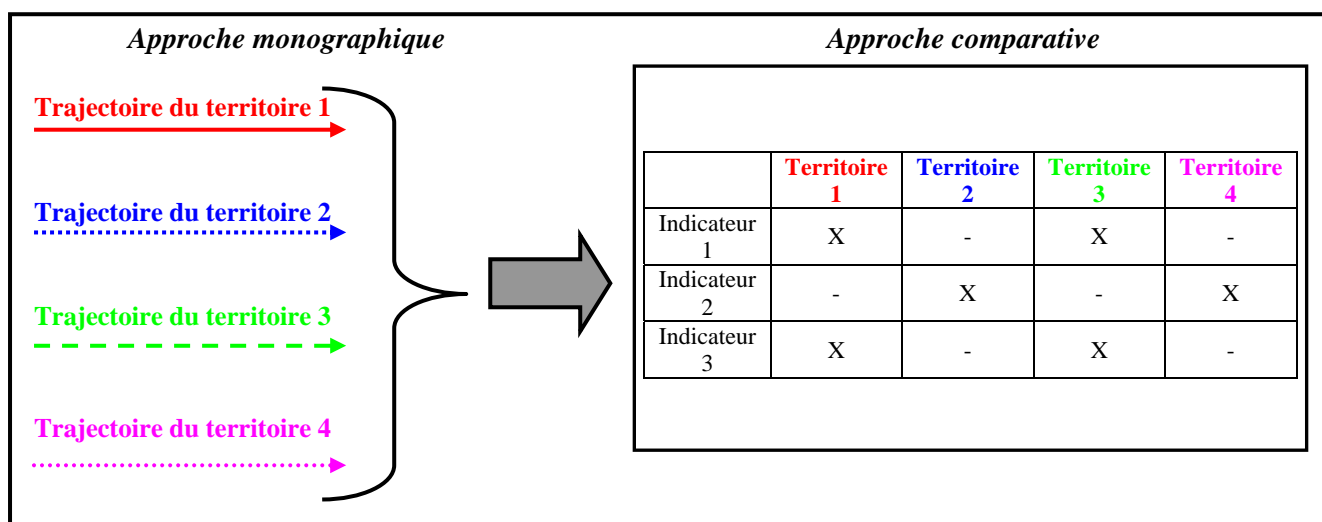 Approche monographique
Trajectoire du territoire 1
Trajectoire du territoire 2
Trajectoire du territoire 3
Trajectoire du territoire 4
Approche comparative
Territoire
1
Territoire
2
Territoire
3
Territoire
4
Indicateur
1
X - X -
Indicateur
2
- X - X
Indicateur
3
X - X -